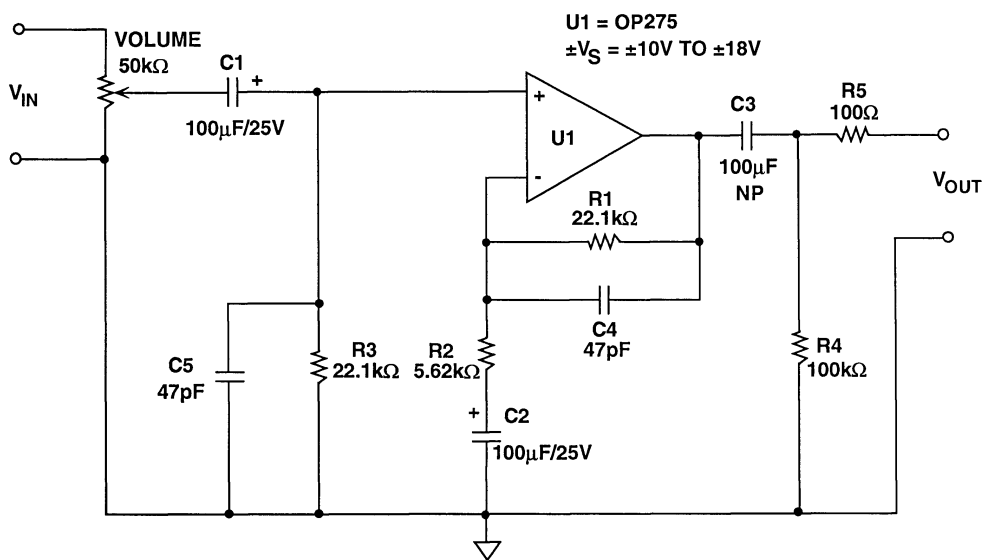 U1 = OP275
±VS = ±10V TO ±18V
VOLUME
50kΩ
VIN
C1
+
100µF/25V
+
U1
-
C3
100µF
NP
R5
100Ω
VOUT
R1
22.1kΩ
C4
47pF
C5
47pF
R3
22.1kΩ
R2
5.62kΩ
+
C2
100µF/25V
R4
100kΩ